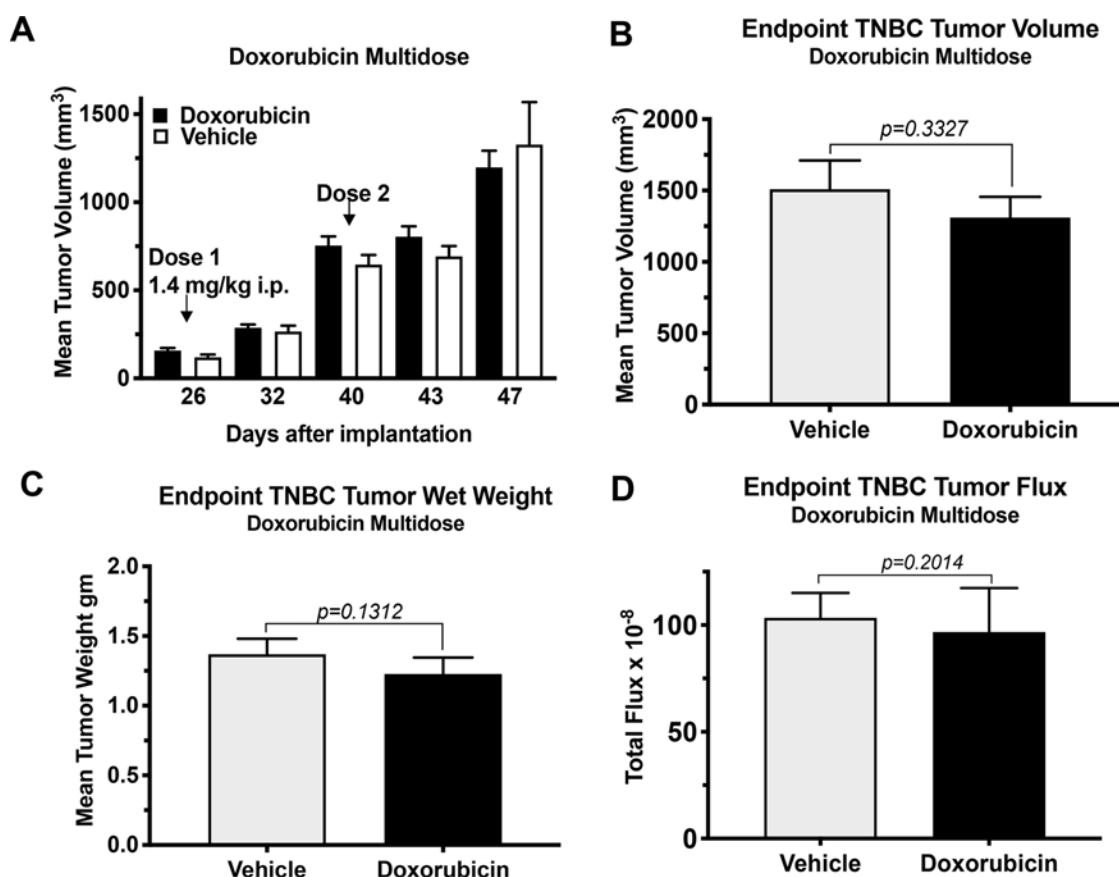 A
Doxorubicin Multidose
Mean Tumor Volume (mm³)
1500
1000
500
0
Doxorubicin
Vehicle
Dose 1
1.4 mg/kg i.p.
Dose 2
26 32 40 43 47
Days after implantation
B
Endpoint TNBC Tumor Volume
Doxorubicin Multidose
Mean Tumor Volume (mm³)
2000
1500
1000
500
0
p=0.3327
Vehicle Doxorubicin
C
Endpoint TNBC Tumor Wet Weight
Doxorubicin Multidose
Mean Tumor Weight gm
2.0
1.5
1.0
0.5
0.0
p=0.1312
Vehicle Doxorubicin
D
Endpoint TNBC Tumor Flux
Doxorubicin Multidose
Total Flux x 10⁻⁸
100
50
0
p=0.2014
Vehicle Doxorubicin